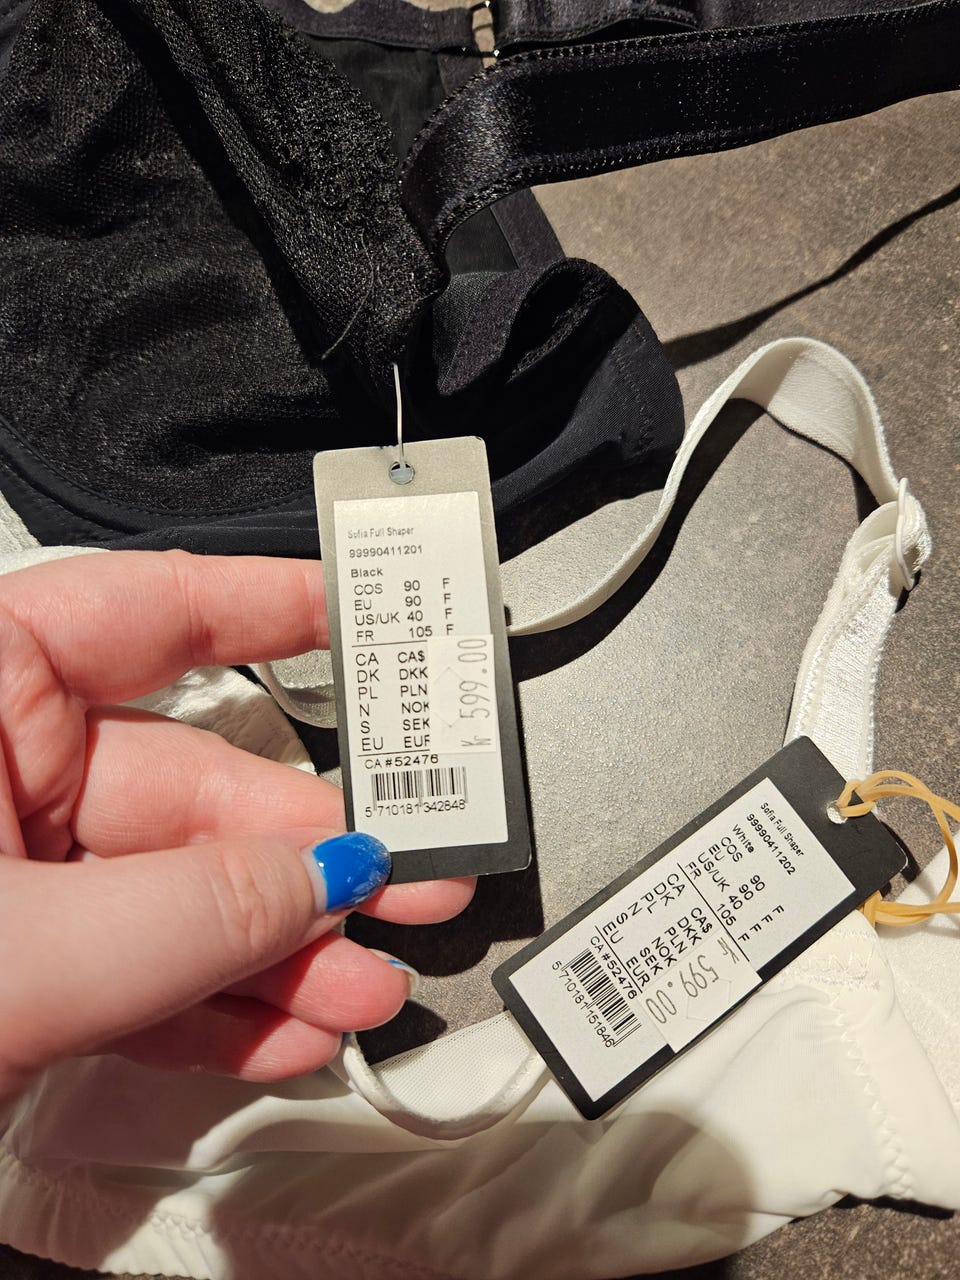 Sofia Full Shaper
99990411201
Black
COS 90 F
EU 90 F
US/UK 40 F
FR 105 F
CA CA$
DK DKK
PL PLN
N NOK
S SEK
EU EUR
Kr 599.00
CA #52476
5 710181 342848
Sofia Full Shaper
99990411202
White
COS 90 F
EU 90 F
US/UK 40 F
FR 105 F
CA CA$
DK DKK
PL PLN
N NOK
S SEK
EU EUR
Kr 599.00
CA #52476
5 710181 151846